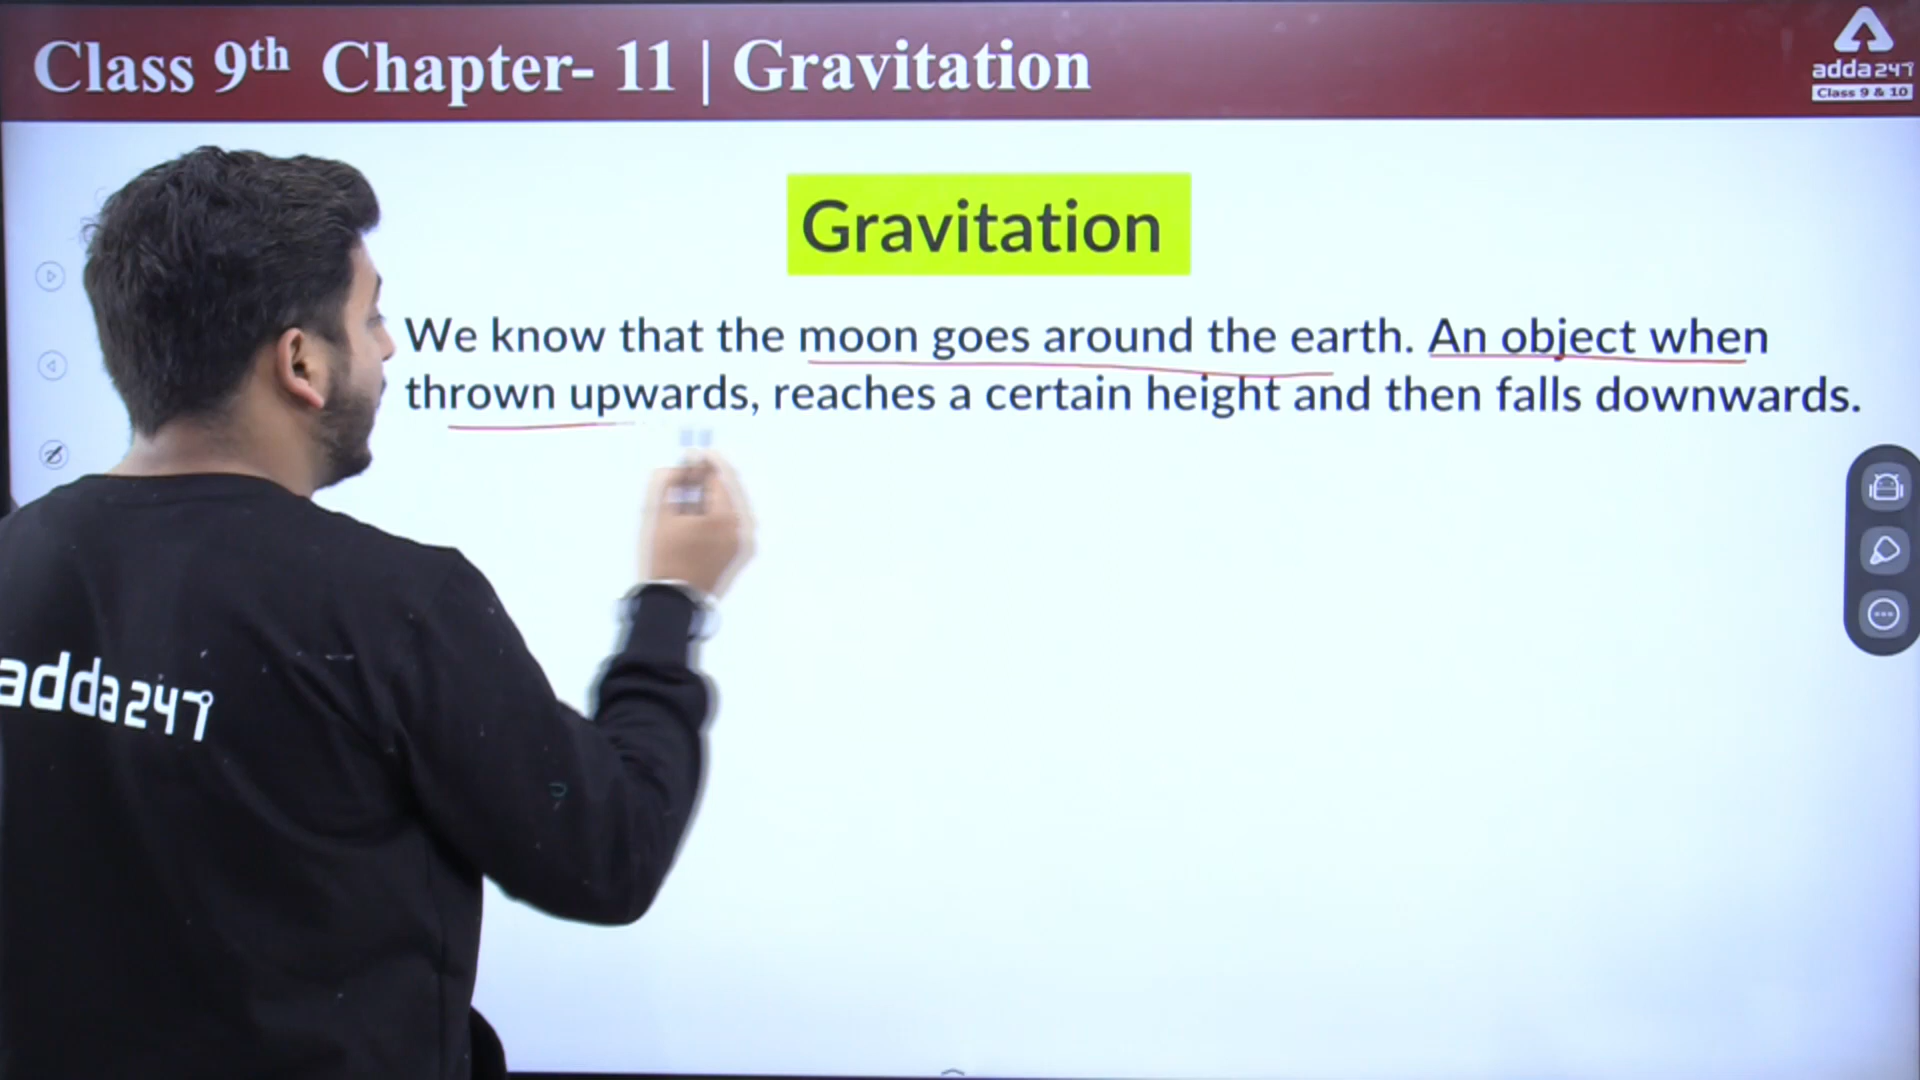 Class 9th Chapter- 11 | Gravitation
adda247
Class 9 & 10
Gravitation
We know that the moon goes around the earth. An object when
thrown upwards, reaches a certain height and then falls downwards.
adda247